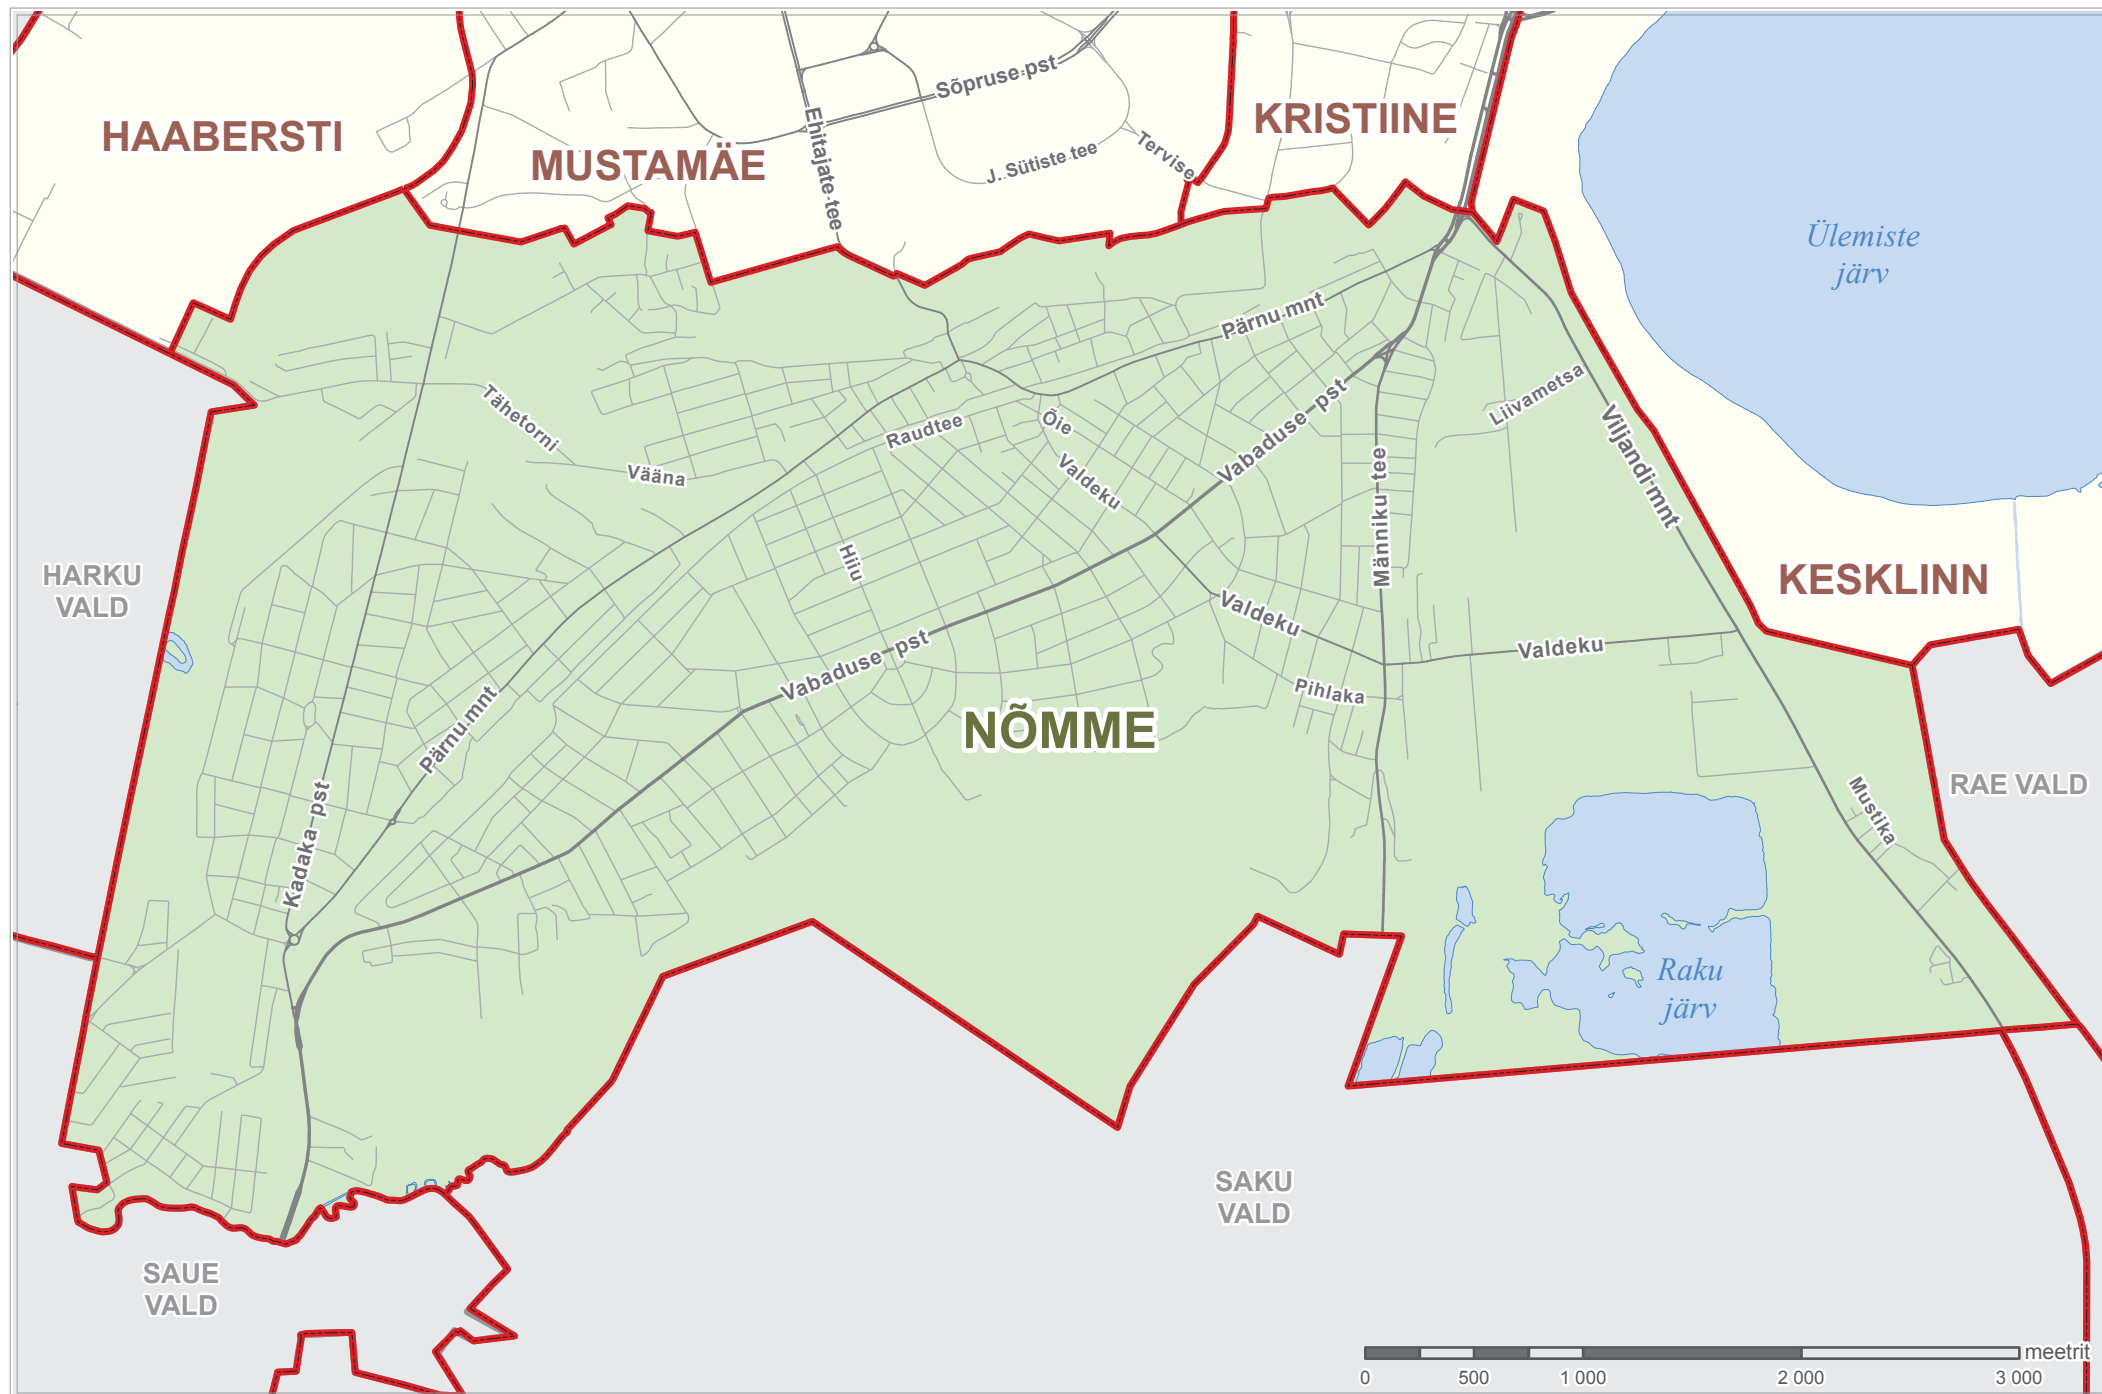 HAABERSTI
MUSTAMÄE
KRISTIINE
Sõpruse pst
Ehitajate tee
J. Sütiste tee
Tervise
Ülemiste
järv
Pärnu mnt
Tähetorni
Vääna
Raudtee
Õie
Valdeku
Vabaduse pst
Liivametsa
Viljandi mnt
Männiku tee
Hiiu
HARKU
VALD
KESKLINN
Valdeku
Valdeku
Vabaduse pst
Pihlaka
Pärnu mnt
NÕMME
Kadaka pst
RAE VALD
Mustika
Raku
järv
SAKU
VALD
SAUE
VALD
meetrit
0 500 1 000 2 000 3 000